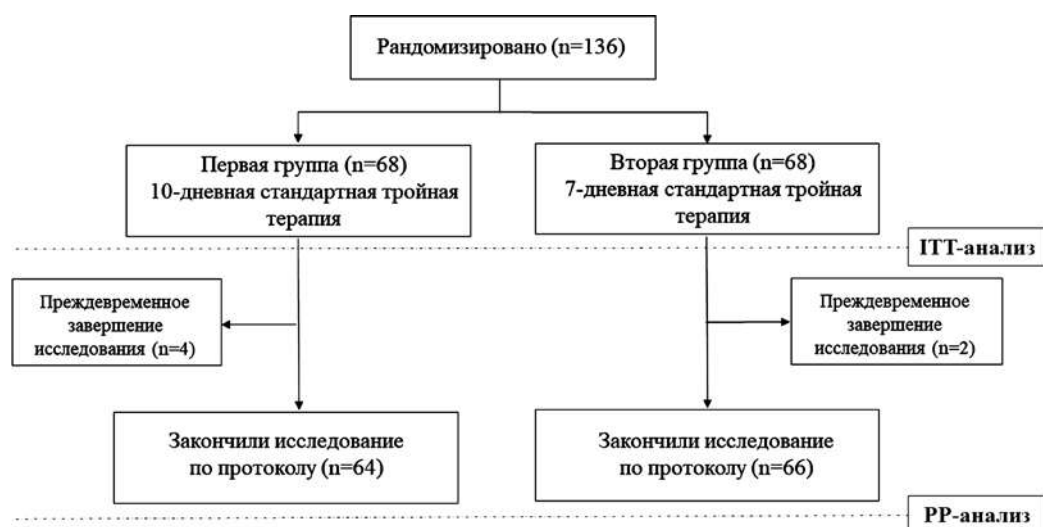 Рандомизировано (n=136)
Первая группа (n=68)
10-дневная стандартная тройная
терапия
Вторая группа (n=68)
7-дневная стандартная тройная
терапия
ITT-анализ
Преждевременное
завершение
исследования (n=4)
Преждевременное
завершение
исследования (n=2)
Закончили исследование
по протоколу (n=64)
Закончили исследование
по протоколу (n=66)
PP-анализ